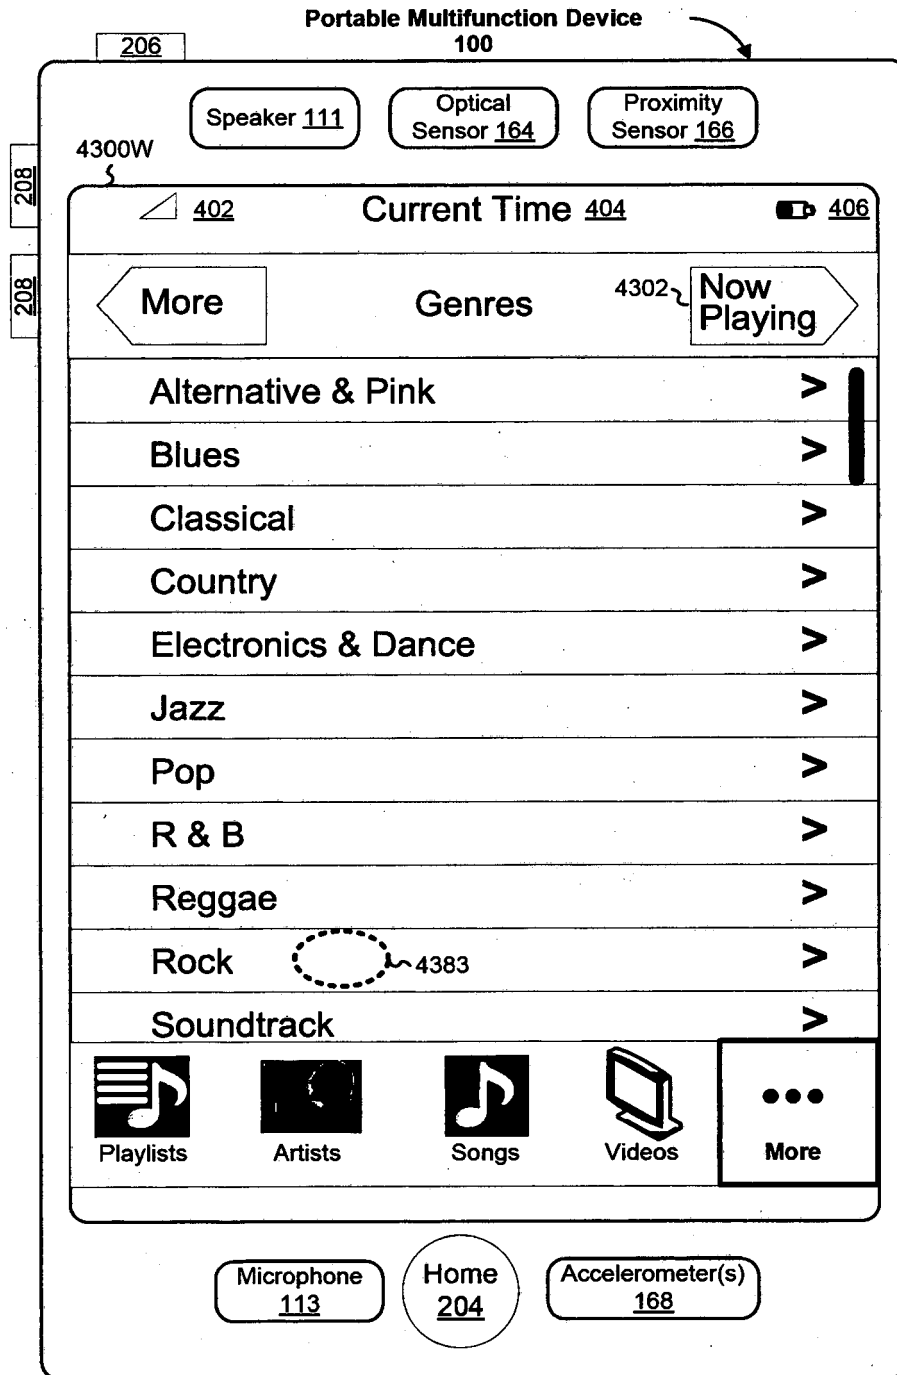 Portable Multifunction Device
100
206
Speaker 111
Optical
Sensor 164
Proximity
Sensor 166
4300W
208
208
402
Current Time 404
406
More
Genres
4302
Now
Playing
Alternative & Pink
>
Blues
>
Classical
>
Country
>
Electronics & Dance
>
Jazz
>
Pop
>
R & B
>
Reggae
>
Rock
4383
>
Soundtrack
>
Playlists
Artists
Songs
Videos
More
Microphone
113
Home
204
Accelerometer(s)
168